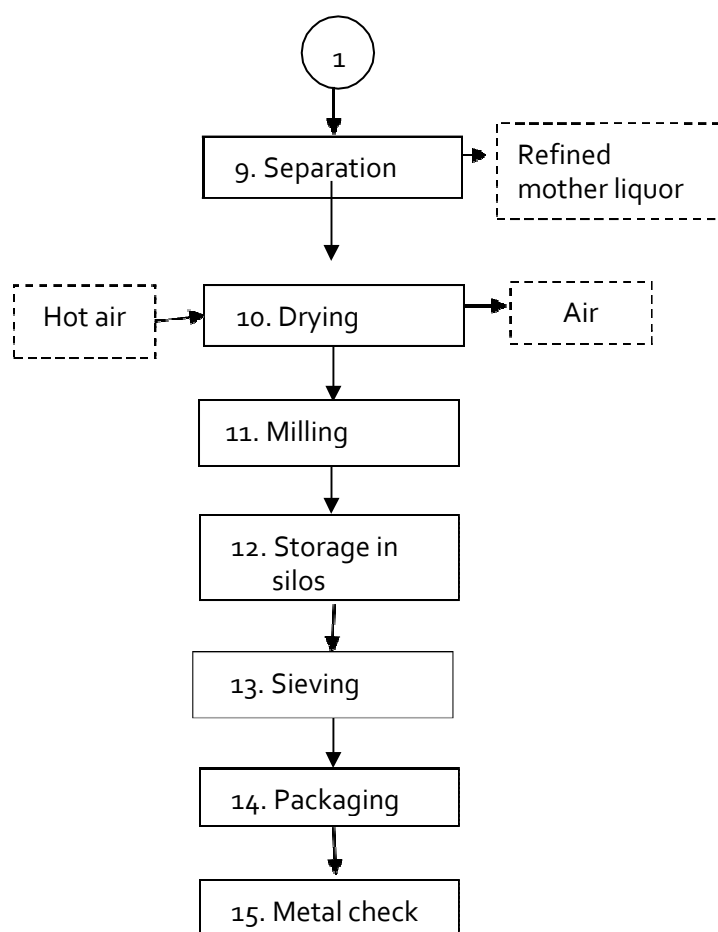 1
9. Separation
Refined
mother liquor
Hot air
10. Drying
Air
11. Milling
12. Storage in
silos
13. Sieving
14. Packaging
15. Metal check